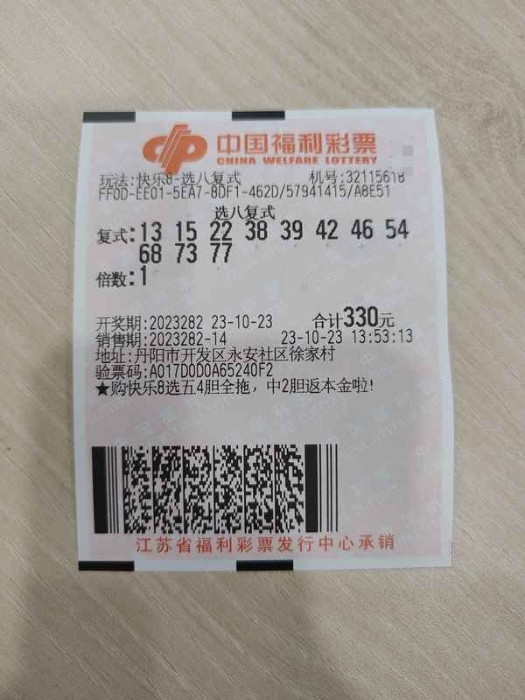 中国福利彩票
CHINA WELFARE LOTTERY
玩法:快乐8-选八复式 机号:32115618
FF0D-EE01-5EA7-8DF1-462D/57941415/A8E51
选八复式
复式:13 15 22 38 39 42 46 54
68 73 77
倍数:1
开奖期:2023282 23-10-23 合计330元
销售期:2023282-14 23-10-23 13:53:13
地址:丹阳市开发区永安社区徐家村
验票码:A017D0D0A65240F2
★购快乐8选五4胆全拖，中2胆返本金啦!
江苏省福利彩票发行中心承销